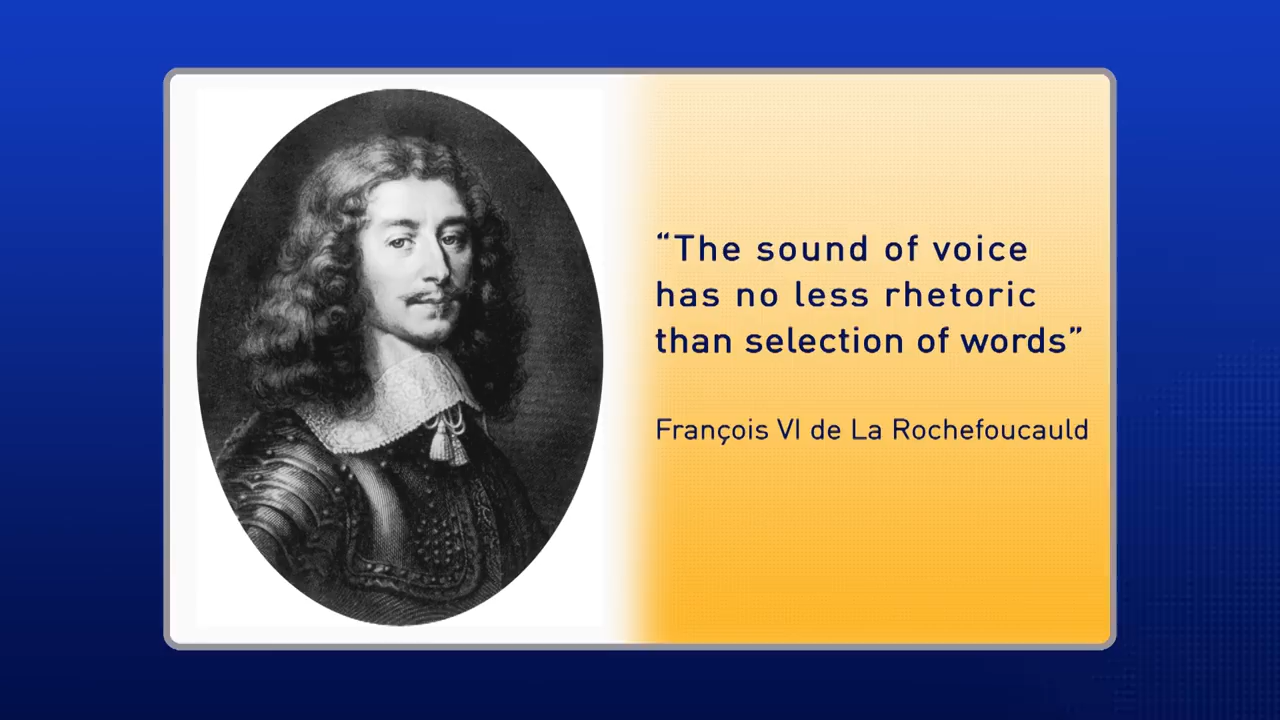 “The sound of voice
has no less rhetoric
than selection of words”
François VI de La Rochefoucauld